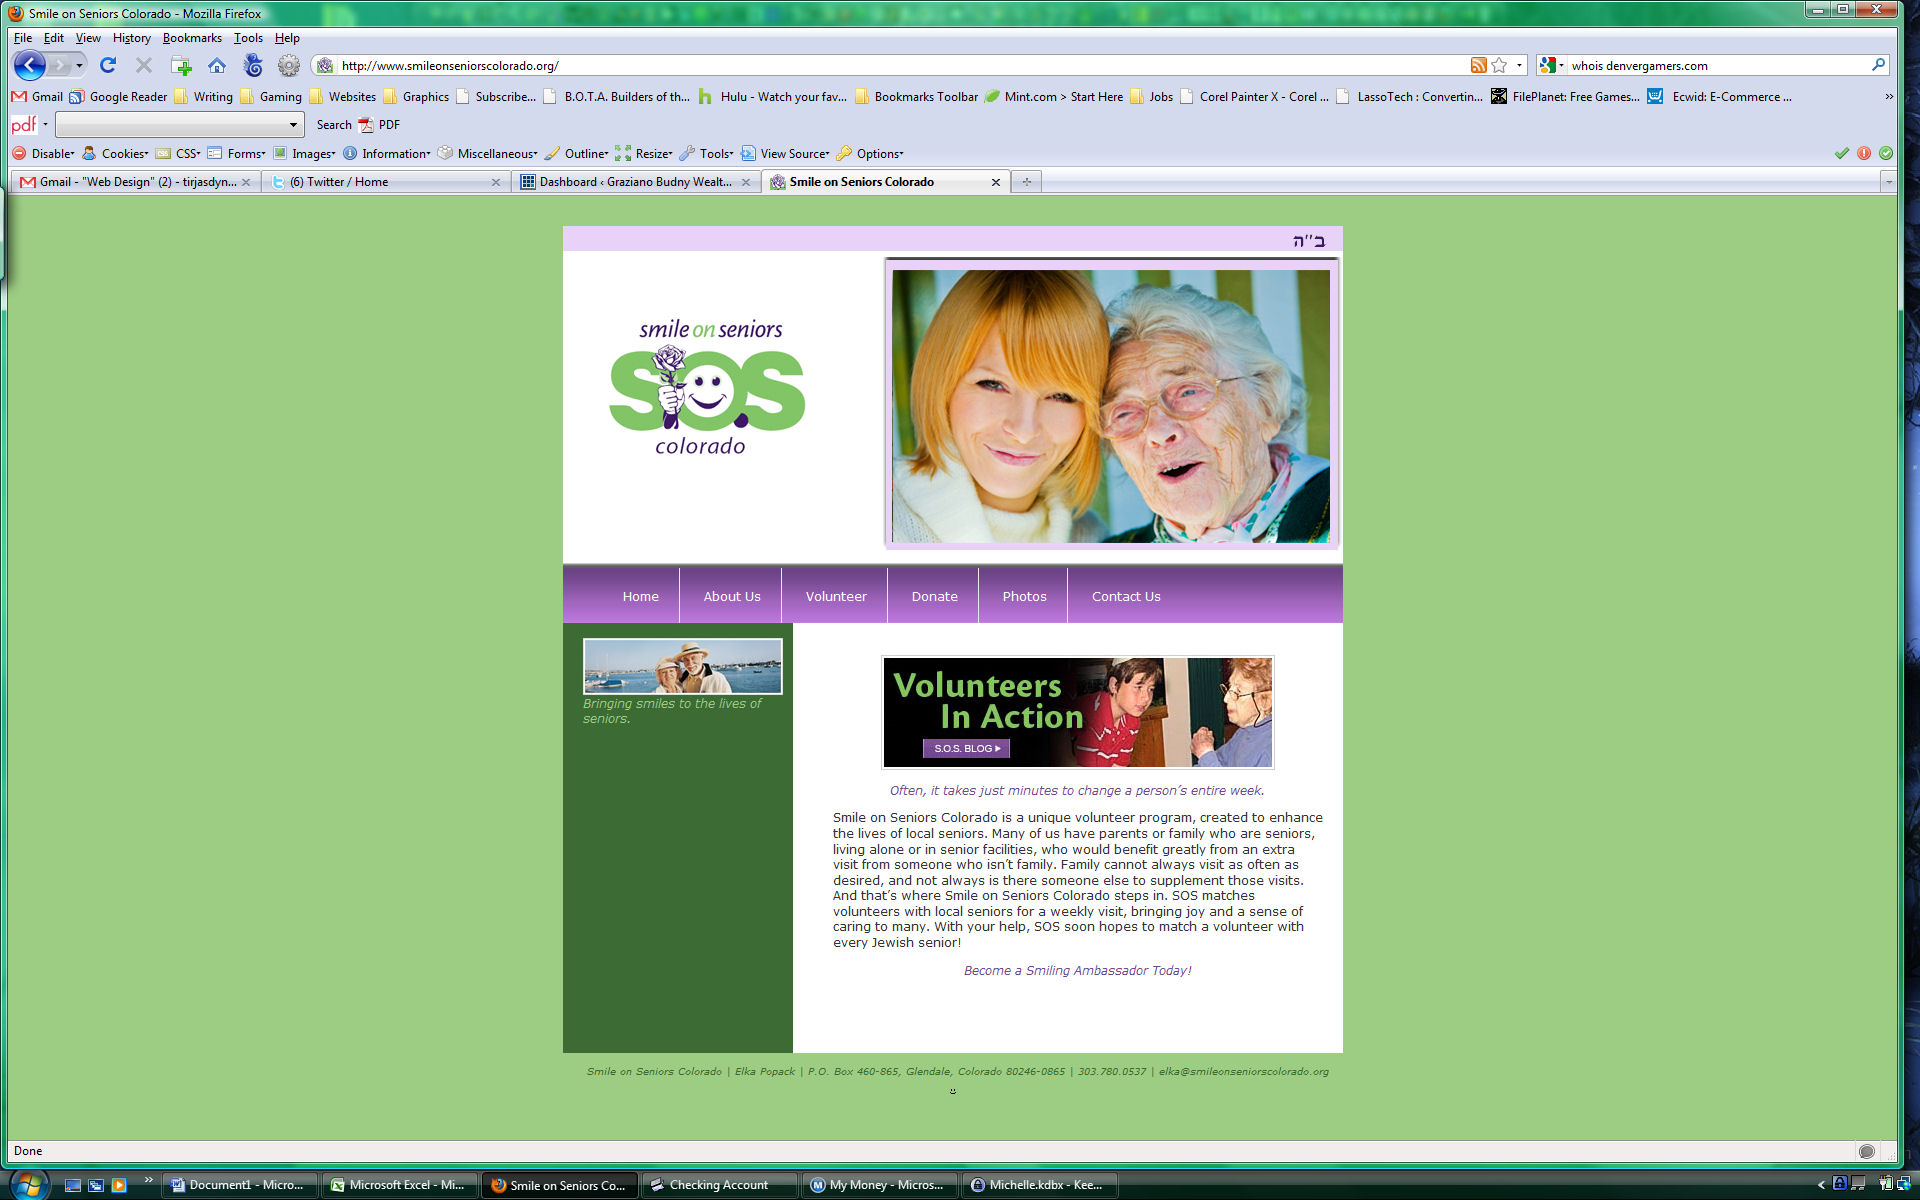 Smile on Seniors Colorado - Mozilla Firefox
File Edit View History Bookmarks Tools Help
http://www.smileonseniorscolorado.org/
whois denvergamers.com
Gmail Google Reader Writing Gaming Websites Graphics Subscribe... B.O.T.A. Builders of th... Hulu - Watch your fav... Bookmarks Toolbar Mint.com > Start Here Jobs Corel Painter X - Corel ... LassoTech : Convertin... FilePlanet: Free Games... Ecwid: E-Commerce ... »
pdf Search PDF
Disable Cookies CSS Forms Images Information Miscellaneous Outline Resize Tools View Source Options
Gmail - "Web Design" (2) - tirjasdyn... (6) Twitter / Home Dashboard ‹ Graziano Budny Wealt... Smile on Seniors Colorado
ב"ה
smile on seniors
SOS
colorado
Home About Us Volunteer Donate Photos Contact Us
Bringing smiles to the lives of
seniors.
Volunteers
In Action
S.O.S. BLOG
Often, it takes just minutes to change a person's entire week.
Smile on Seniors Colorado is a unique volunteer program, created to enhance
the lives of local seniors. Many of us have parents or family who are seniors,
living alone or in senior facilities, who would benefit greatly from an extra
visit from someone who isn't family. Family cannot always visit as often as
desired, and not always is there someone else to supplement those visits.
And that's where Smile on Seniors Colorado steps in. SOS matches
volunteers with local seniors for a weekly visit, bringing joy and a sense of
caring to many. With your help, SOS soon hopes to match a volunteer with
every Jewish senior!
Become a Smiling Ambassador Today!
Smile on Seniors Colorado | Elka Popack | P.O. Box 460-865, Glendale, Colorado 80246-0865 | 303.780.0537 | elka@smileonseniorscolorado.org
Done
» Document1 - Micro... Microsoft Excel - Mi... Smile on Seniors Co... Checking Account My Money - Micros... Michelle.kdbx - Kee...